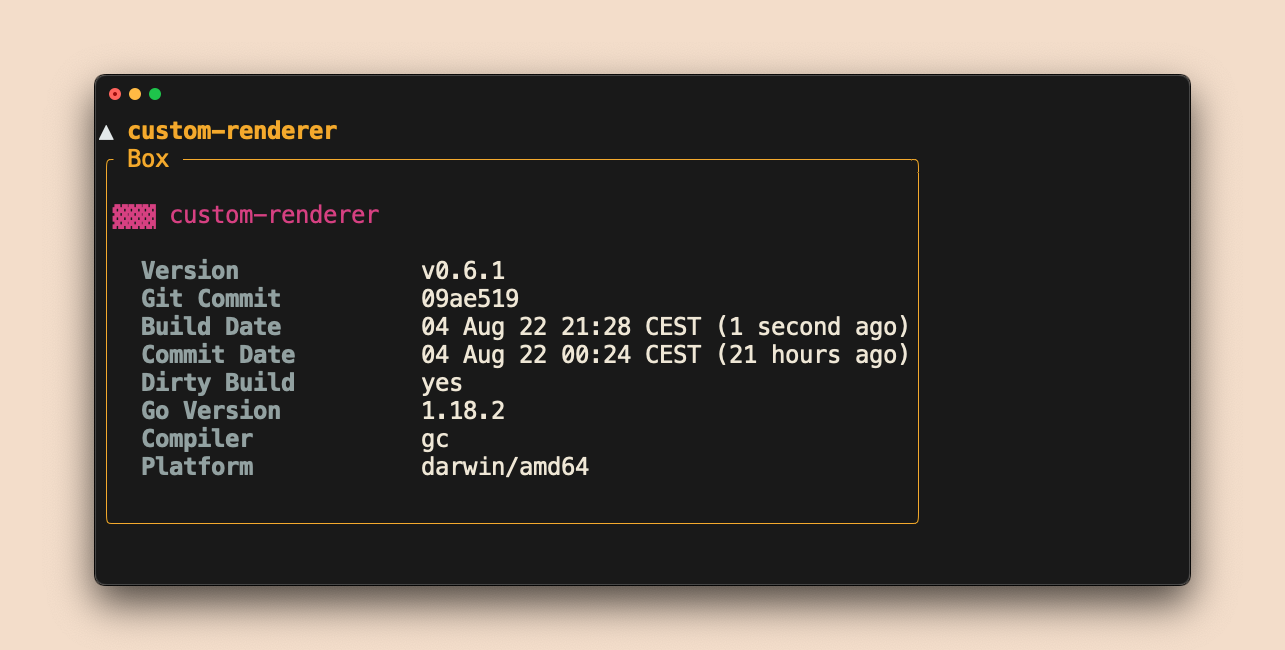 ▲ custom-renderer
Box
▓▓▓ custom-renderer
Version v0.6.1
Git Commit 09ae519
Build Date 04 Aug 22 21:28 CEST (1 second ago)
Commit Date 04 Aug 22 00:24 CEST (21 hours ago)
Dirty Build yes
Go Version 1.18.2
Compiler gc
Platform darwin/amd64